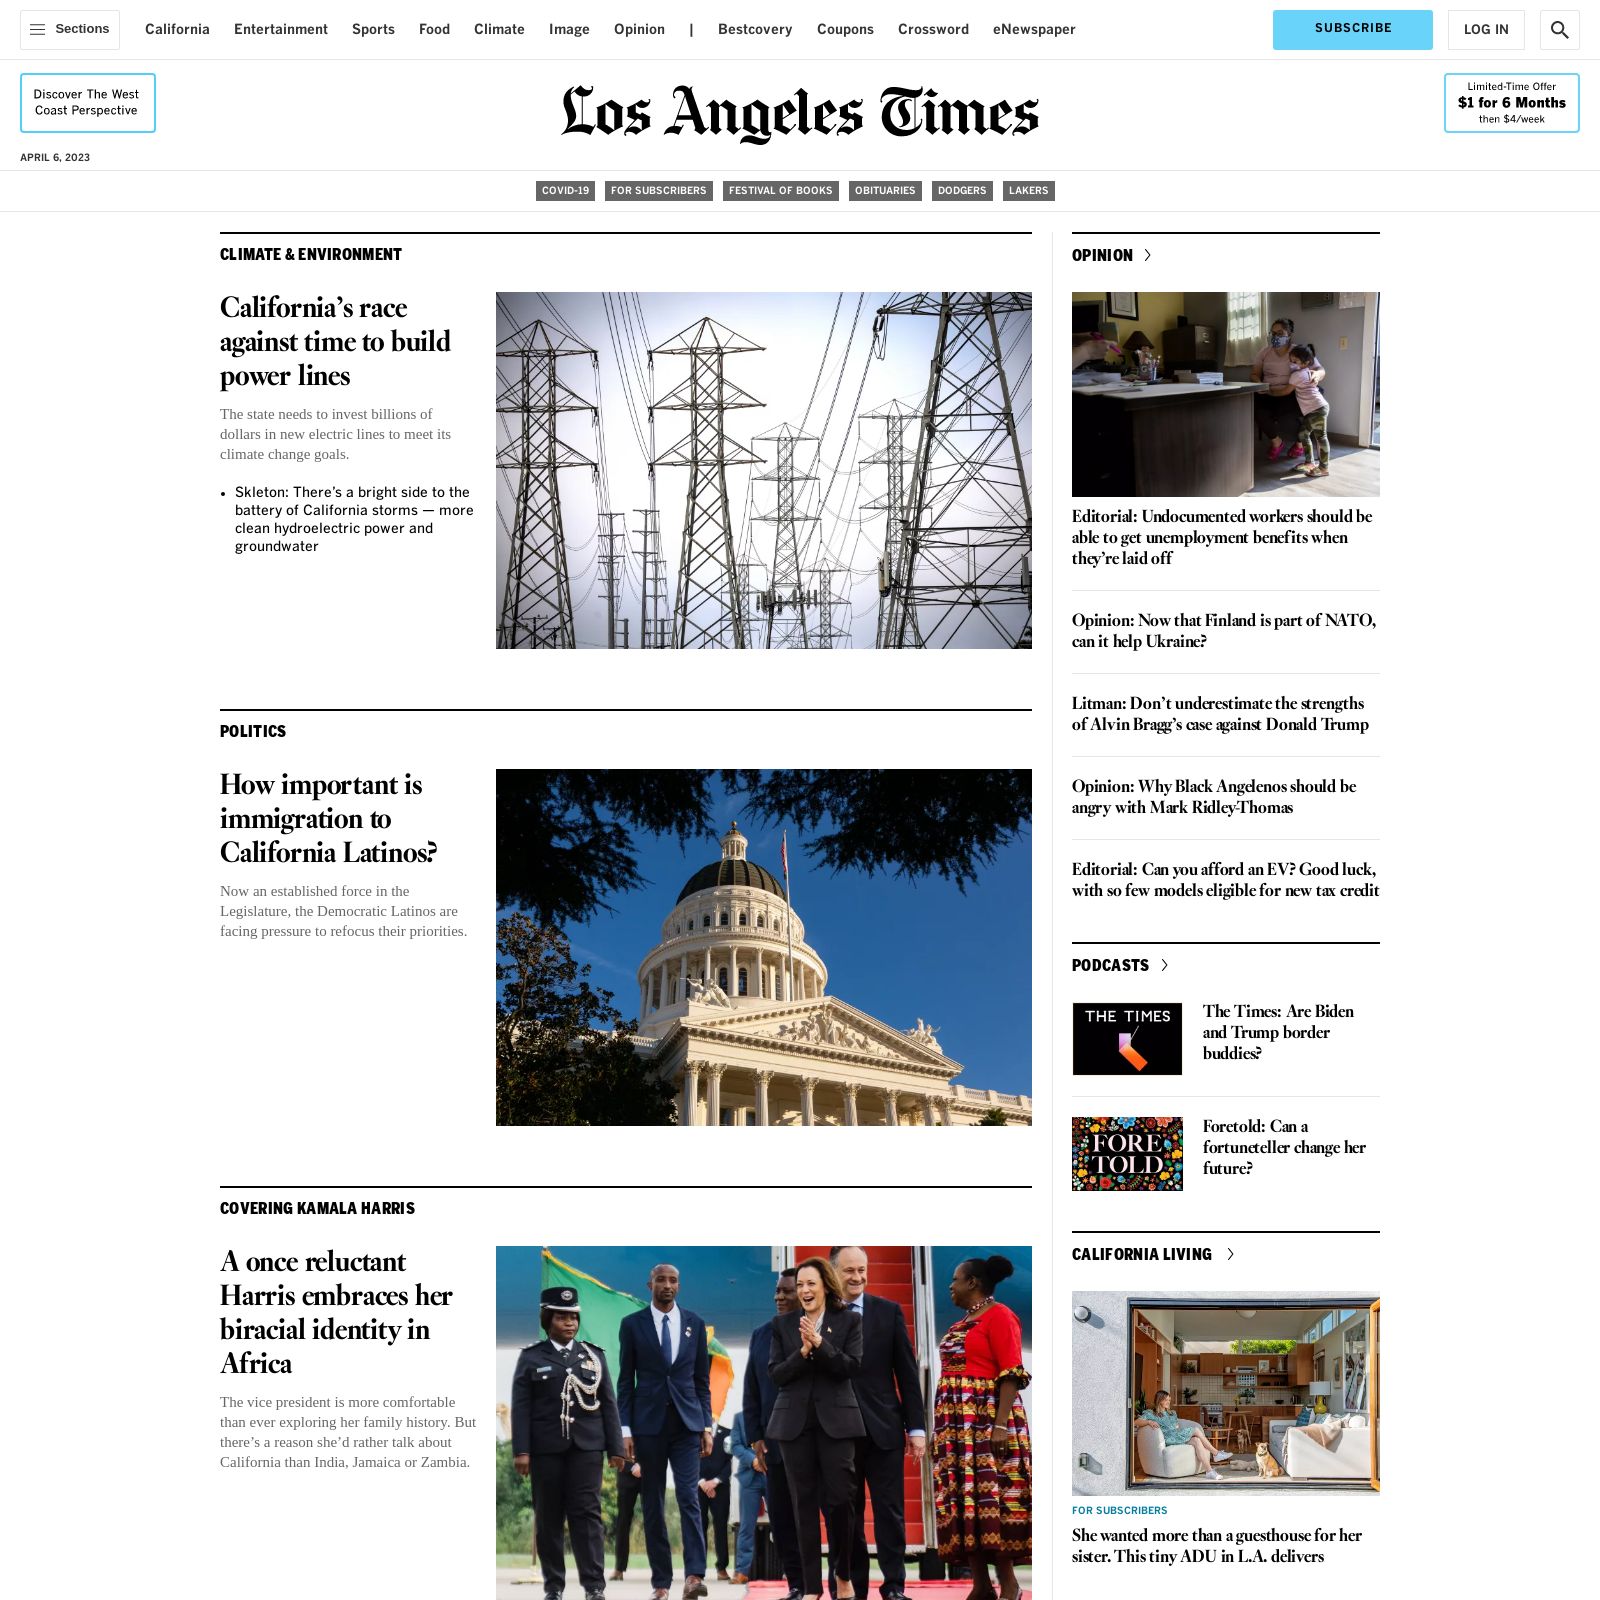 Sections
California
Entertainment
Sports
Food
Climate
Image
Opinion
|
Bestcovery
Coupons
Crossword
eNewspaper
SUBSCRIBE
LOG IN
Discover The West
Coast Perspective
Los Angeles Times
Limited-Time Offer
$1 for 6 Months
then $4/week
APRIL 6, 2023
COVID-19
FOR SUBSCRIBERS
FESTIVAL OF BOOKS
OBITUARIES
DODGERS
LAKERS
CLIMATE & ENVIRONMENT
California’s race
against time to build
power lines
The state needs to invest billions of
dollars in new electric lines to meet its
climate change goals.
• Skleton: There’s a bright side to the
battery of California storms — more
clean hydroelectric power and
groundwater
POLITICS
How important is
immigration to
California Latinos?
Now an established force in the
Legislature, the Democratic Latinos are
facing pressure to refocus their priorities.
COVERING KAMALA HARRIS
A once reluctant
Harris embraces her
biracial identity in
Africa
The vice president is more comfortable
than ever exploring her family history. But
there’s a reason she’d rather talk about
California than India, Jamaica or Zambia.
OPINION
Editorial: Undocumented workers should be
able to get unemployment benefits when
they’re laid off
Opinion: Now that Finland is part of NATO,
can it help Ukraine?
Litman: Don’t underestimate the strengths
of Alvin Bragg’s case against Donald Trump
Opinion: Why Black Angelenos should be
angry with Mark Ridley-Thomas
Editorial: Can you afford an EV? Good luck,
with so few models eligible for new tax credit
PODCASTS
THE TIMES
The Times: Are Biden
and Trump border
buddies?
FORE
TOLD
Foretold: Can a
fortuneteller change her
future?
CALIFORNIA LIVING
FOR SUBSCRIBERS
She wanted more than a guesthouse for her
sister. This tiny ADU in L.A. delivers